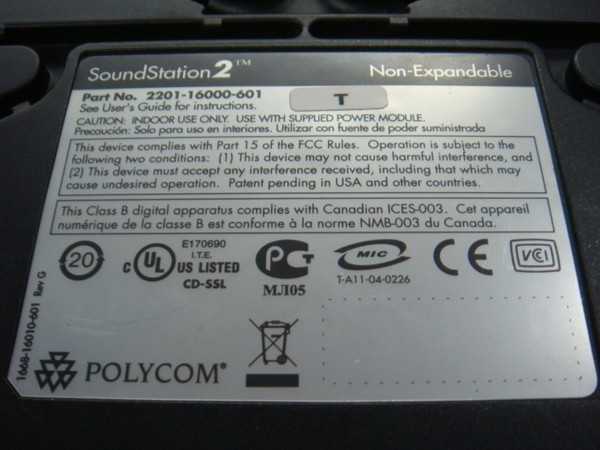 SoundStation2™ Non-Expandable
Part No. 2201-16000-601 T
See User's Guide for instructions.
CAUTION: INDOOR USE ONLY. USE WITH SUPPLIED POWER MODULE.
Precaución: Solo para uso en interiores. Utilizar con fuente de poder suministrada
This device complies with Part 15 of the FCC Rules. Operation is subject to the
following two conditions: (1) This device may not cause harmful interference, and
(2) This device must accept any interference received, including that which may
cause undesired operation. Patent pending in USA and other countries.
This Class B digital apparatus complies with Canadian ICES-003. Cet appareil
numérique de la classe B est conforme à la norme NMB-003 du Canada.
20
E170690
I.T.E.
c UL US LISTED
CD-SSL
PCT
МЛ05
MIC
T-A11-04-0226
CE
VCI
1668-16010-601 Rev G
POLYCOM®